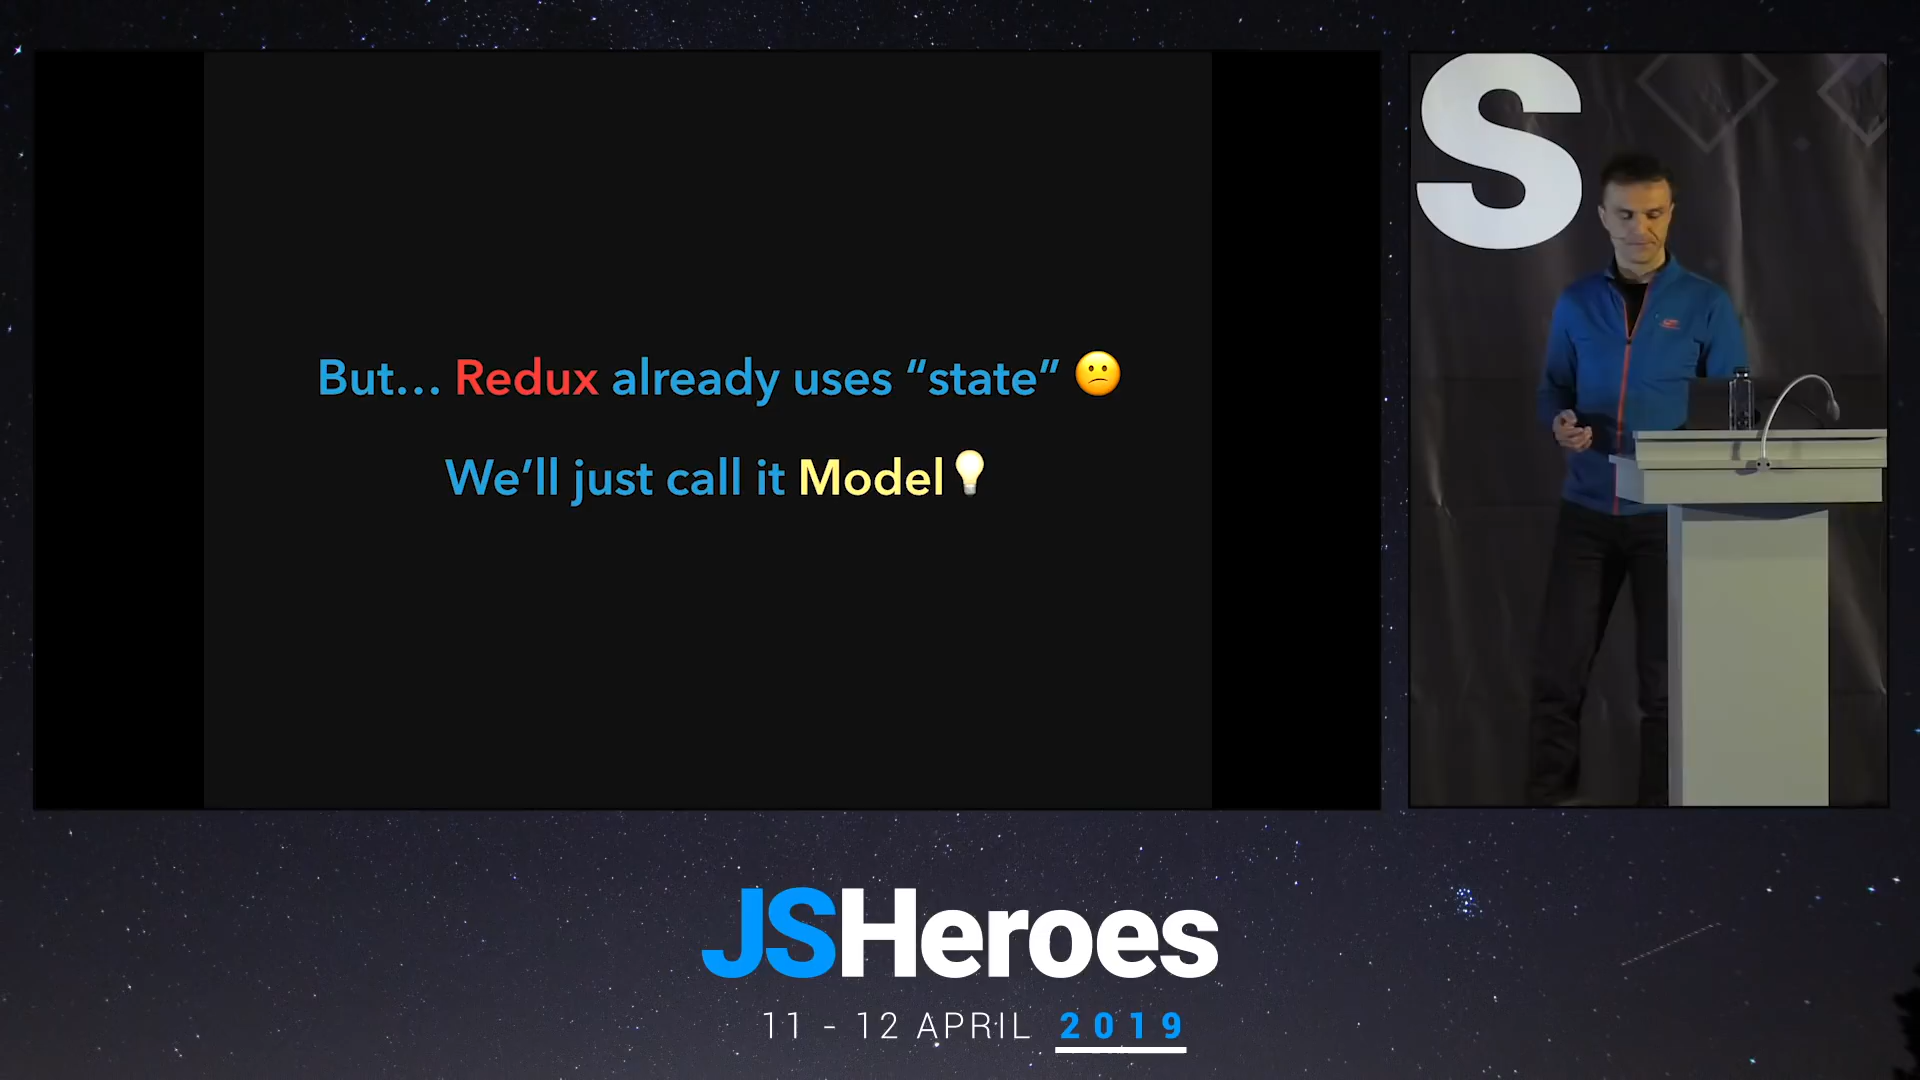 But… Redux already uses “state” 😕
We’ll just call it Model💡
S
JSHeroes
11 - 12 APRIL 2019